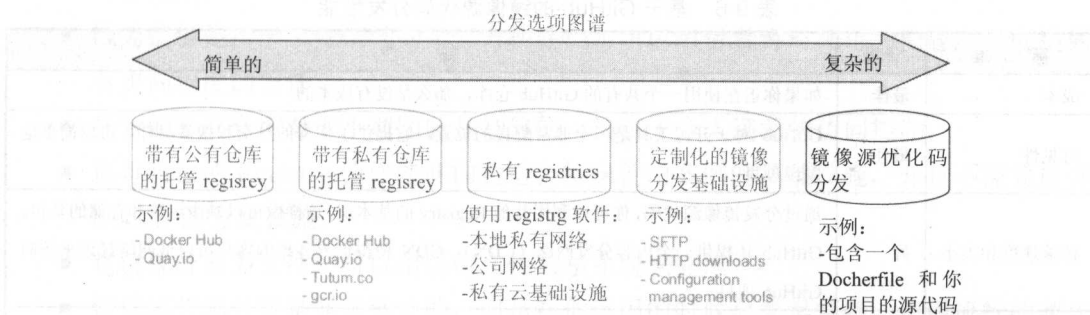 分发选项图谱
简单的
复杂的
带有公有仓库
的托管 regisrey
带有私有仓库
的托管 regisrey
私有 registries
定制化的镜像
分发基础设施
镜像源优化码
分发
示例：
- Docker Hub
- Quay.io
示例：
- Docker Hub
- Quay.io
- Tutum.co
- gcr.io
使用 registrg 软件：
-本地私有网络
-公司网络
-私有云基础设施
示例：
- SFTP
- HTTP downloads
- Configuration
management tools
示例：
-包含一个
Docherfile 和你
的项目的源代码